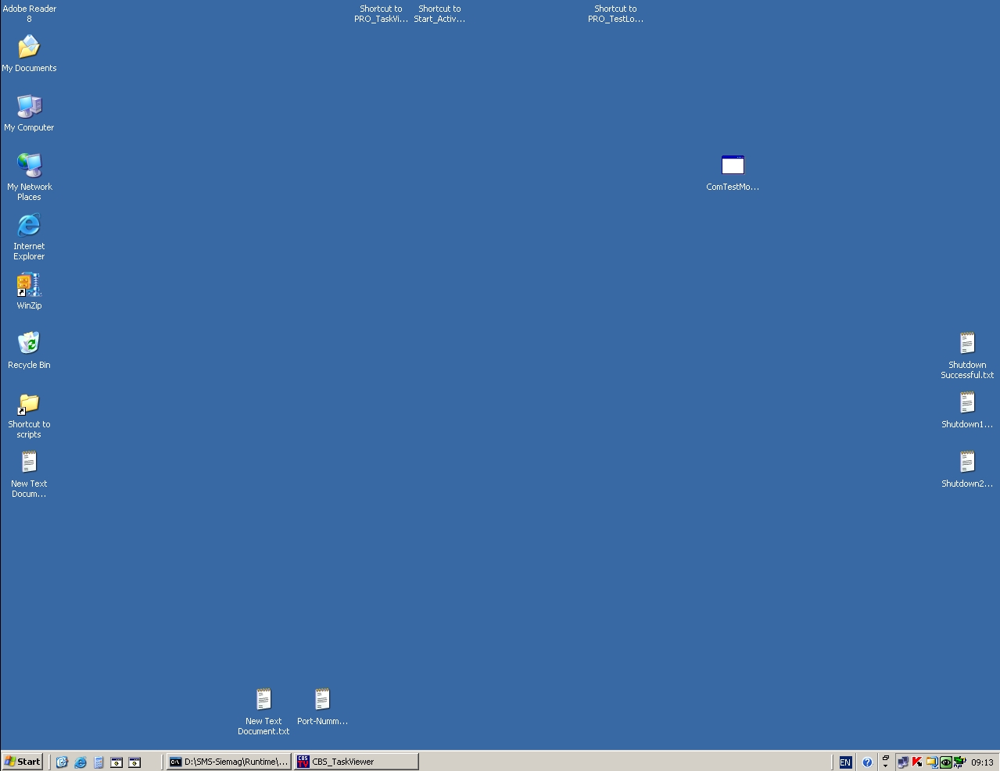 Adobe Reader
8
Shortcut to
PRO_TaskVi...
Shortcut to
Start_Activ...
Shortcut to
PRO_TestLo...
My Documents
My Computer
My Network
Places
ComTestMo...
Internet
Explorer
WinZip
Recycle Bin
Shutdown
Successful.txt
Shortcut to
scripts
Shutdown1...
New Text
Docum...
Shutdown2...
New Text
Document.txt
Port-Numm...
Start
D:\SMS-Siemag\Runtime\...
CBS_TaskViewer
EN
09:13